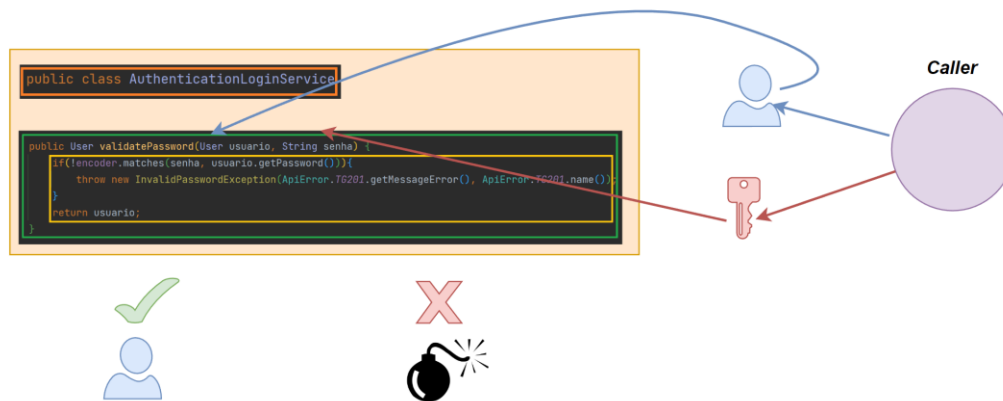 Caller
public class AuthenticationLoginService
public User validatePassword(User usuario, String senha) {
if(!encoder.matches(senha, usuario.getPassword())){
throw new InvalidPasswordException(ApiError.TG201.getMessageError(), ApiError.TG201.name());
}
return usuario;
}